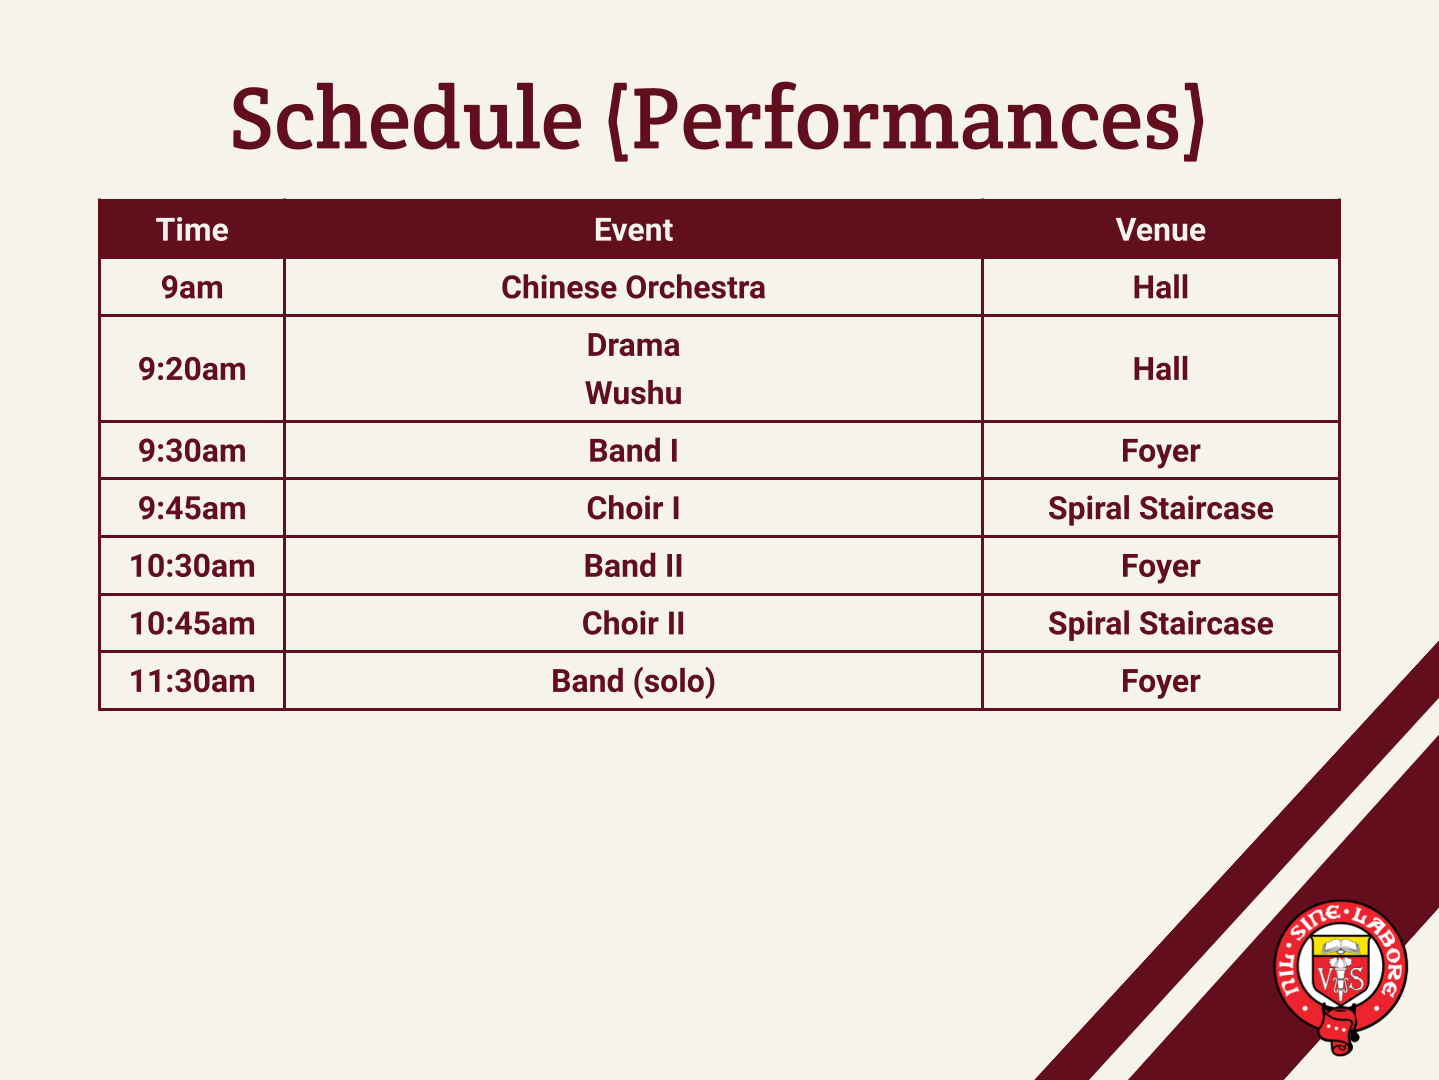 Schedule (Performances)
Time Event Venue
9am Chinese Orchestra Hall
Drama
9:20am Hall
Wushu
9:30am Band I Foyer
9:45am Choir I Spiral Staircase
10:30am Band II Foyer
10:45am Choir II Spiral Staircase
11:30am Band (solo) Foyer
NIL · SINE · LABORE ·
VS